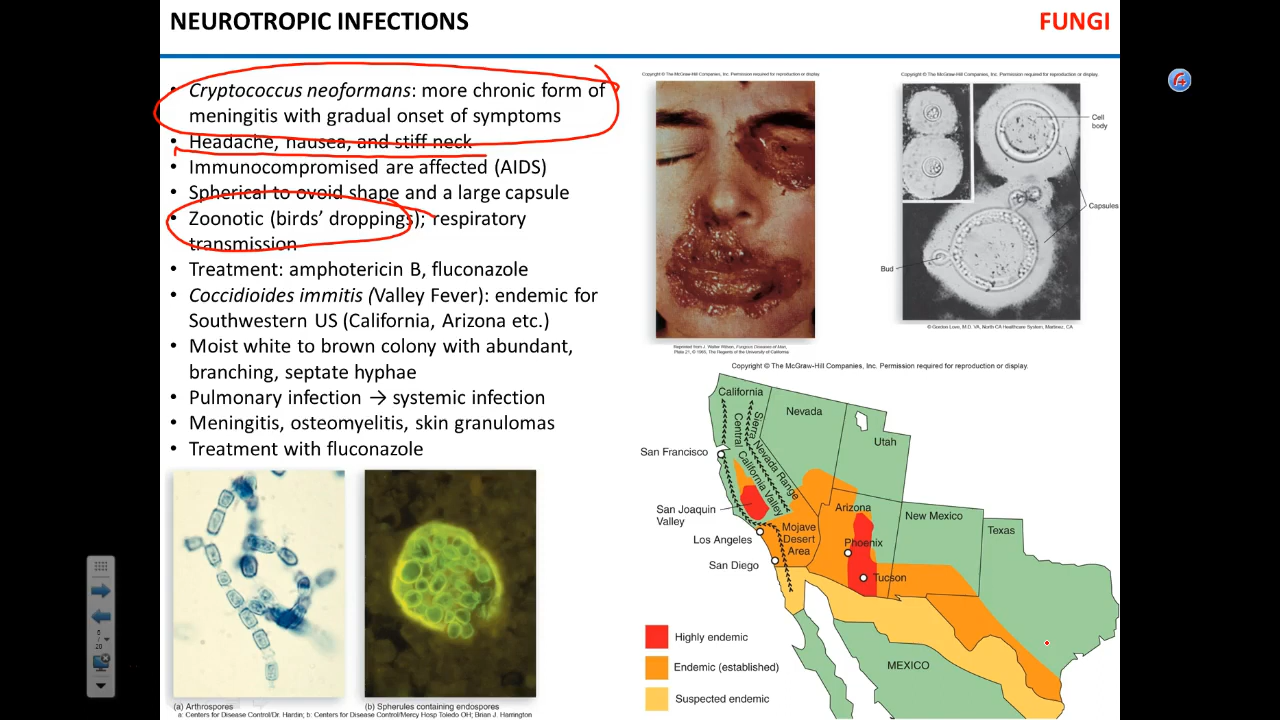 NEUROTROPIC INFECTIONS
FUNGI
• Cryptococcus neoformans: more chronic form of
meningitis with gradual onset of symptoms
• Headache, nausea, and stiff neck
• Immunocompromised are affected (AIDS)
• Spherical to ovoid shape and a large capsule
• Zoonotic (birds’ droppings); respiratory
transmission
• Treatment: amphotericin B, fluconazole
• Coccidioides immitis (Valley Fever): endemic for
Southwestern US (California, Arizona etc.)
• Moist white to brown colony with abundant,
branching, septate hyphae
• Pulmonary infection → systemic infection
• Meningitis, osteomyelitis, skin granulomas
• Treatment with fluconazole
Copyright © The McGraw-Hill Companies, Inc. Permission required for reproduction or display.
Reprinted from J. Walter Wilson, Fungous Diseases of Man,
Plate 21, © 1965, The Regents of the University of California
Copyright © The McGraw-Hill Companies, Inc. Permission required for reproduction or display.
Cell
body
Capsules
Bud
© Gordon Love, M.D. VA, North CA Healthcare System, Martinez, CA
Copyright © The McGraw-Hill Companies, Inc. Permission required for reproduction or display.
California
Nevada
Utah
Sierra Nevada Range
Central California Valley
San Francisco
San Joaquin
Valley
Los Angeles
San Diego
Mojave
Desert
Area
Arizona
Phoenix
Tucson
New Mexico
Texas
MEXICO
Highly endemic
Endemic (established)
Suspected endemic
(a) Arthrospores
(b) Spherules containing endospores
a: Centers for Disease Control/Dr. Hardin; b: Centers for Disease Control/Mercy Hosp Toledo OH; Brian J. Harrington
20